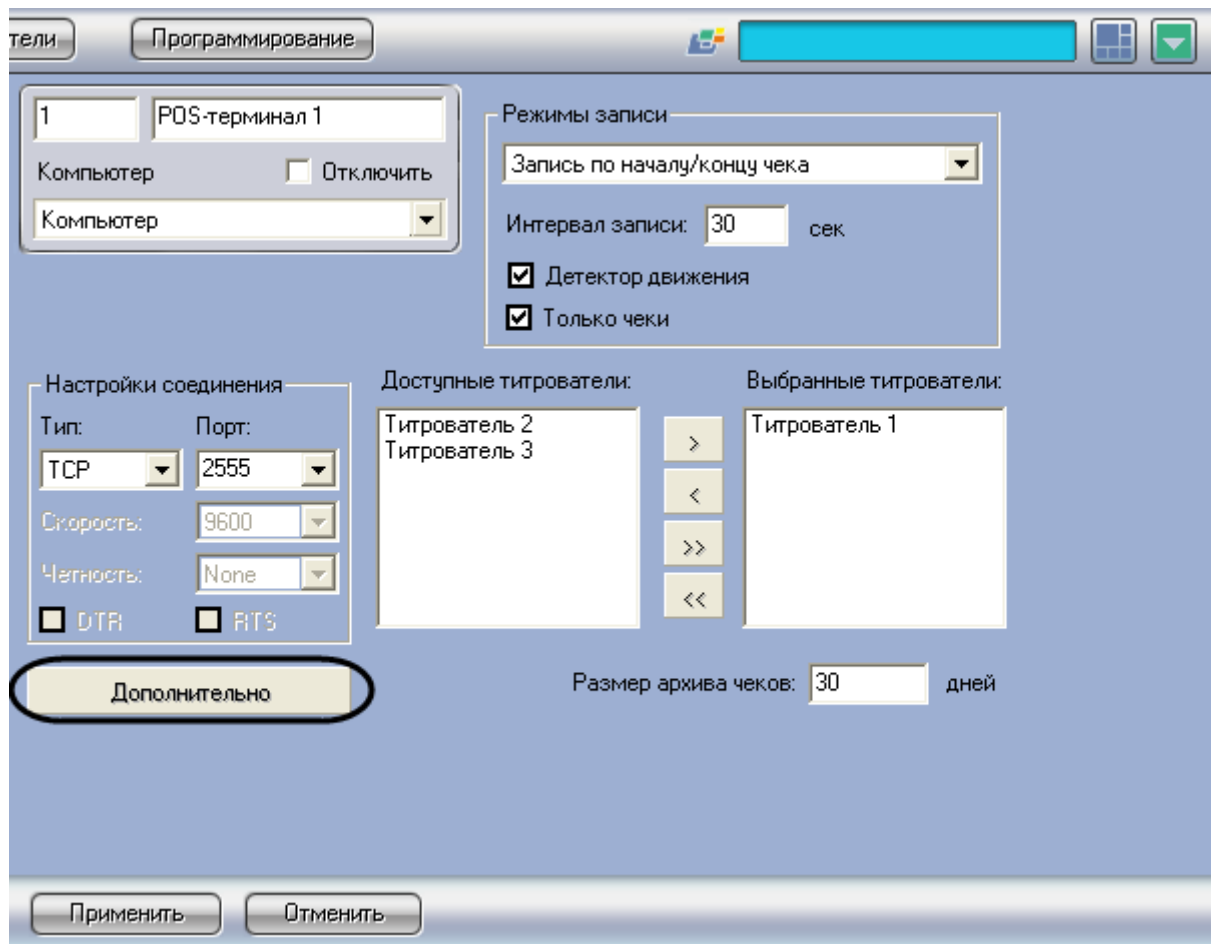 тели
Программирование
1
POS-терминал 1
Компьютер
Отключить
Компьютер
Режимы записи
Запись по началу/концу чека
Интервал записи: 30 сек
Детектор движения
Только чеки
Настройки соединения
Тип: Порт:
TCP 2555
Скорость: 9600
Четность: None
DTR RTS
Доступные титрователи:
Титрователь 2
Титрователь 3
>
<
>>
<<
Выбранные титрователи:
Титрователь 1
Дополнительно
Размер архива чеков: 30 дней
Применить
Отменить